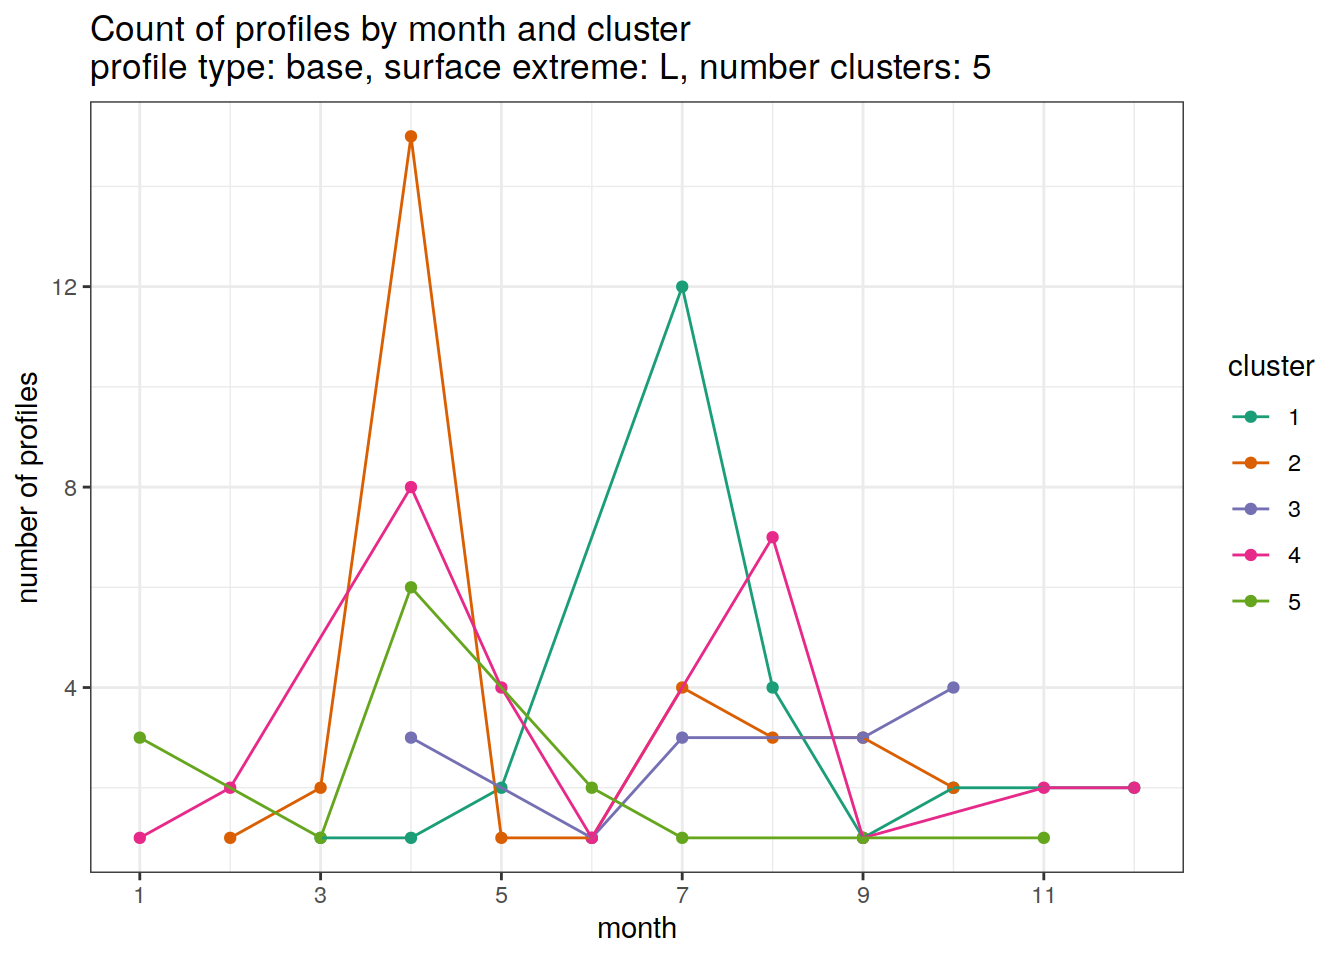 Count of profiles by month and cluster
profile type: base, surface extreme: L, number clusters: 5
12
8
4
number of profiles
1 3 5 7 9 11
month
cluster
1
2
3
4
5